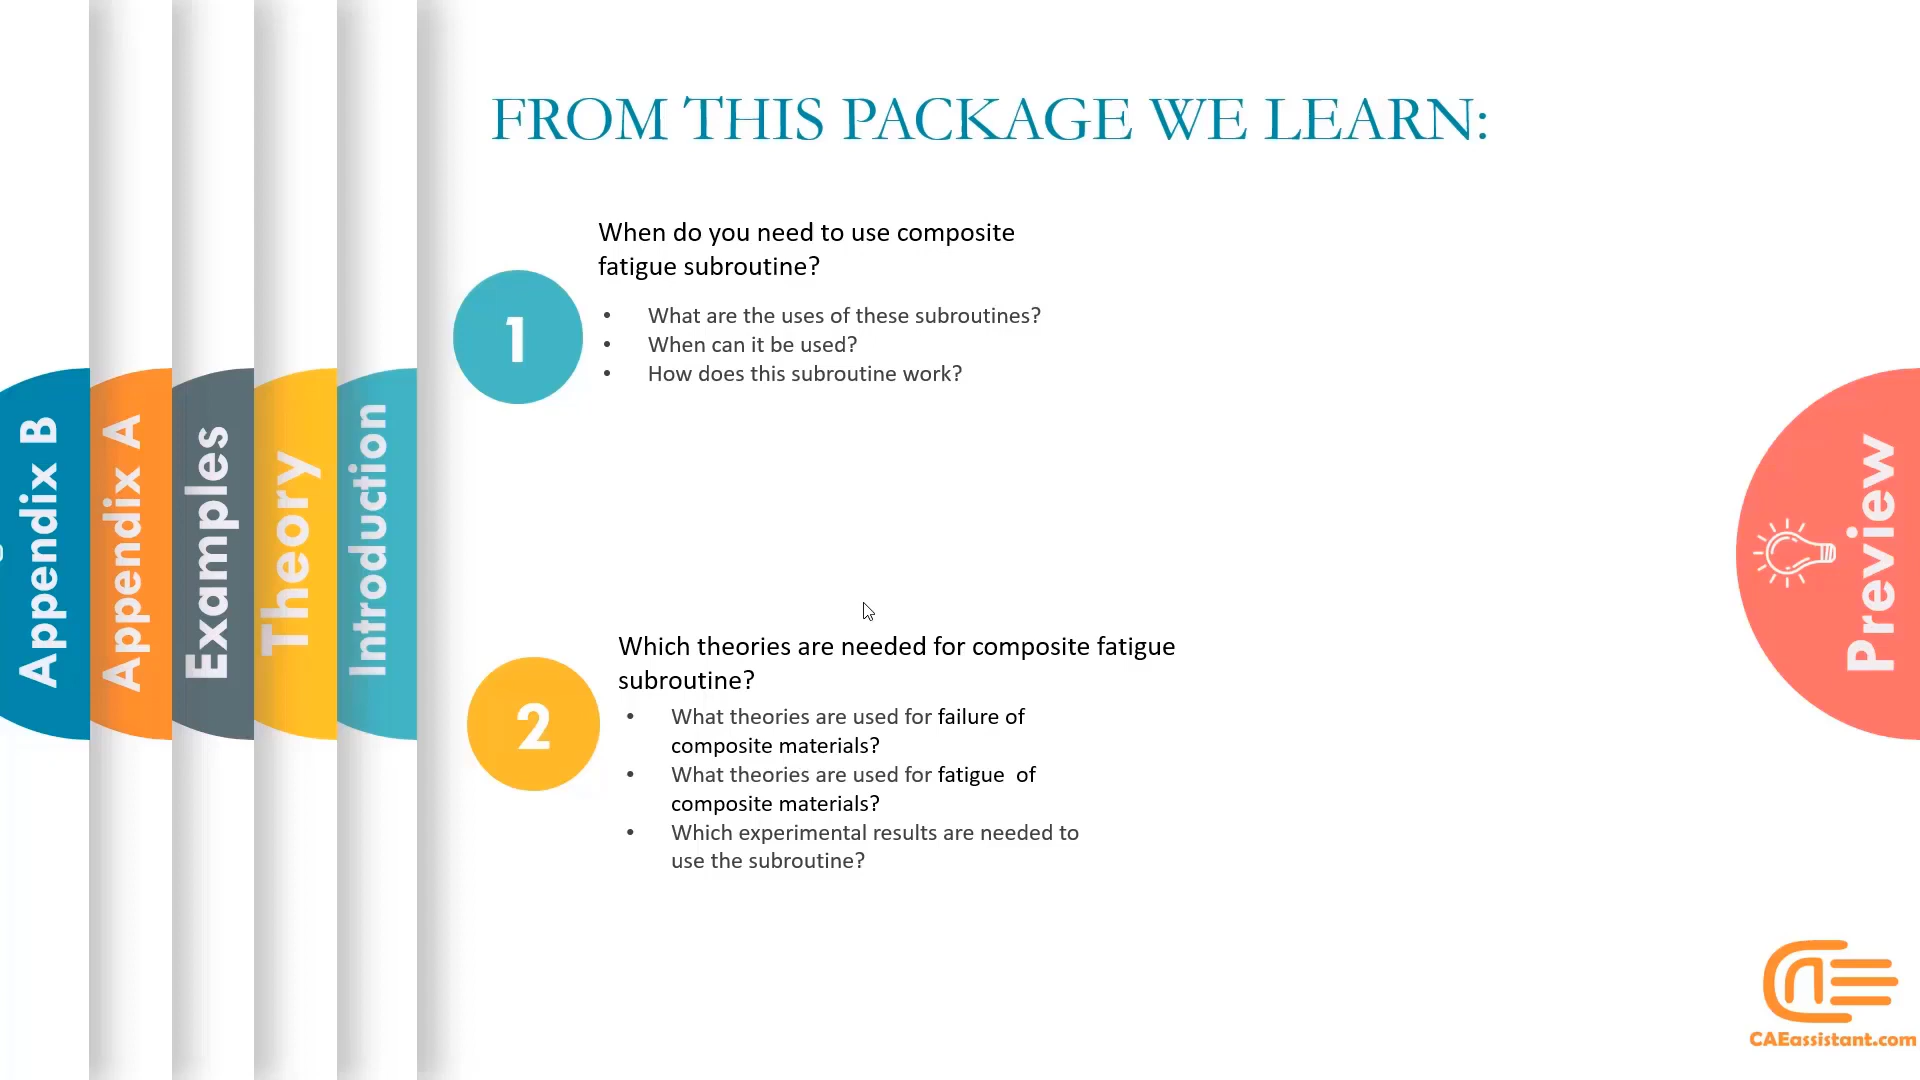 FROM THIS PACKAGE WE LEARN:
When do you need to use composite
fatigue subroutine?
1
• What are the uses of these subroutines?
• When can it be used?
• How does this subroutine work?
Which theories are needed for composite fatigue
subroutine?
2
• What theories are used for failure of
composite materials?
• What theories are used for fatigue of
composite materials?
• Which experimental results are needed to
use the subroutine?
Appendix B
Appendix A
Examples
Theory
Introduction
Preview
CAEassistant.com